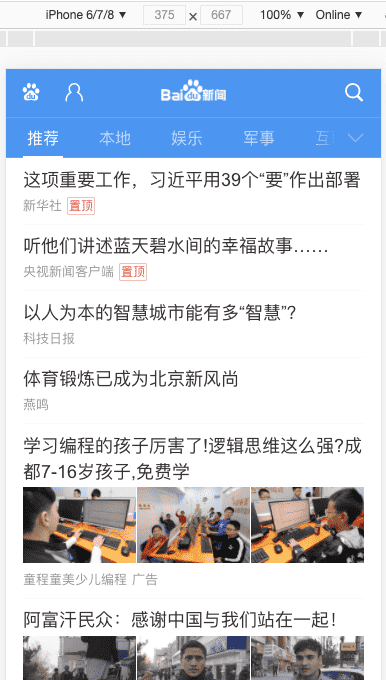 iPhone 6/7/8 ▼ 375 × 667 100% ▼ Online ▼
Bai du 新闻
推荐 本地 娱乐 军事 互
这项重要工作，习近平用39个“要”作出部署
新华社 置顶
听他们讲述蓝天碧水间的幸福故事……
央视新闻客户端 置顶
以人为本的智慧城市能有多“智慧”？
科技日报
体育锻炼已成为北京新风尚
燕鸣
学习编程的孩子厉害了!逻辑思维这么强?成
都7-16岁孩子,免费学
童程童美少儿编程 广告
阿富汗民众：感谢中国与我们站在一起！